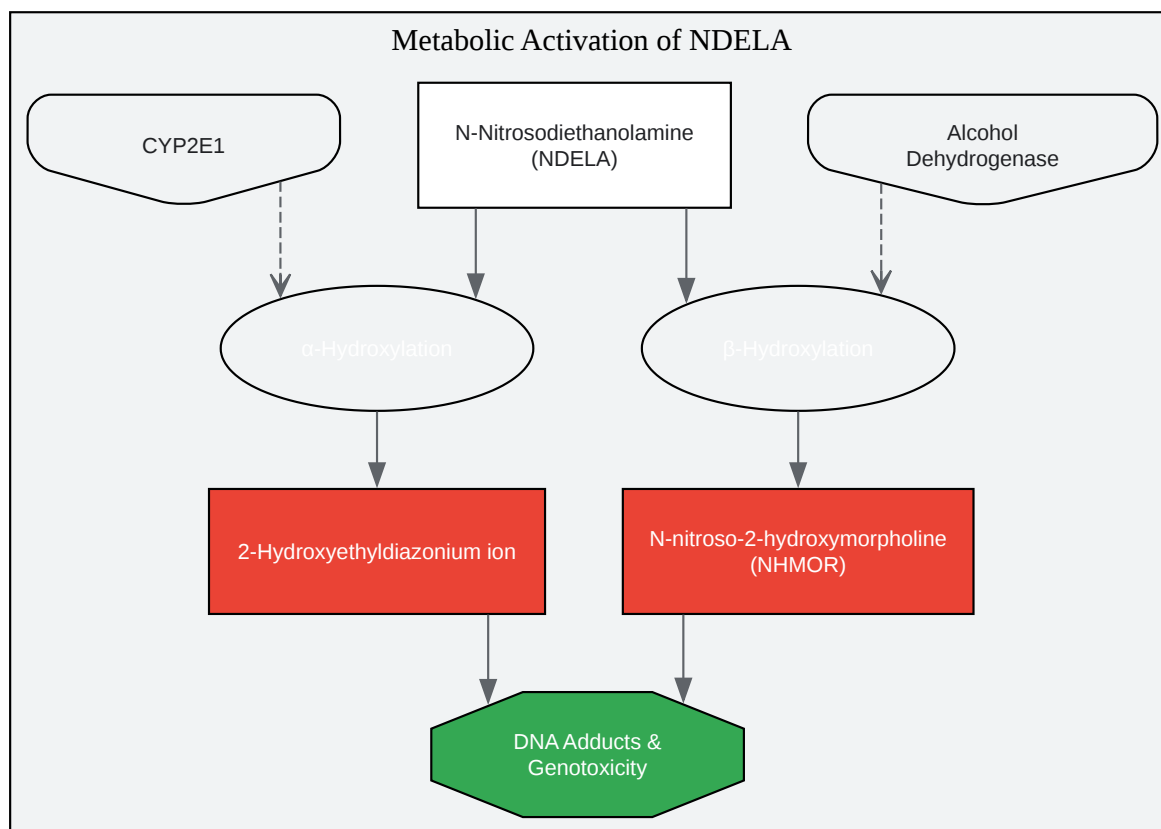 Metabolic Activation of NDELA
CYP2E1
N-Nitrosodiethanolamine
(NDELA)
Alcohol
Dehydrogenase
α-Hydroxylation
β-Hydroxylation
2-Hydroxyethyldiazonium ion
N-nitroso-2-hydroxymorpholine
(NHMOR)
DNA Adducts &
Genotoxicity